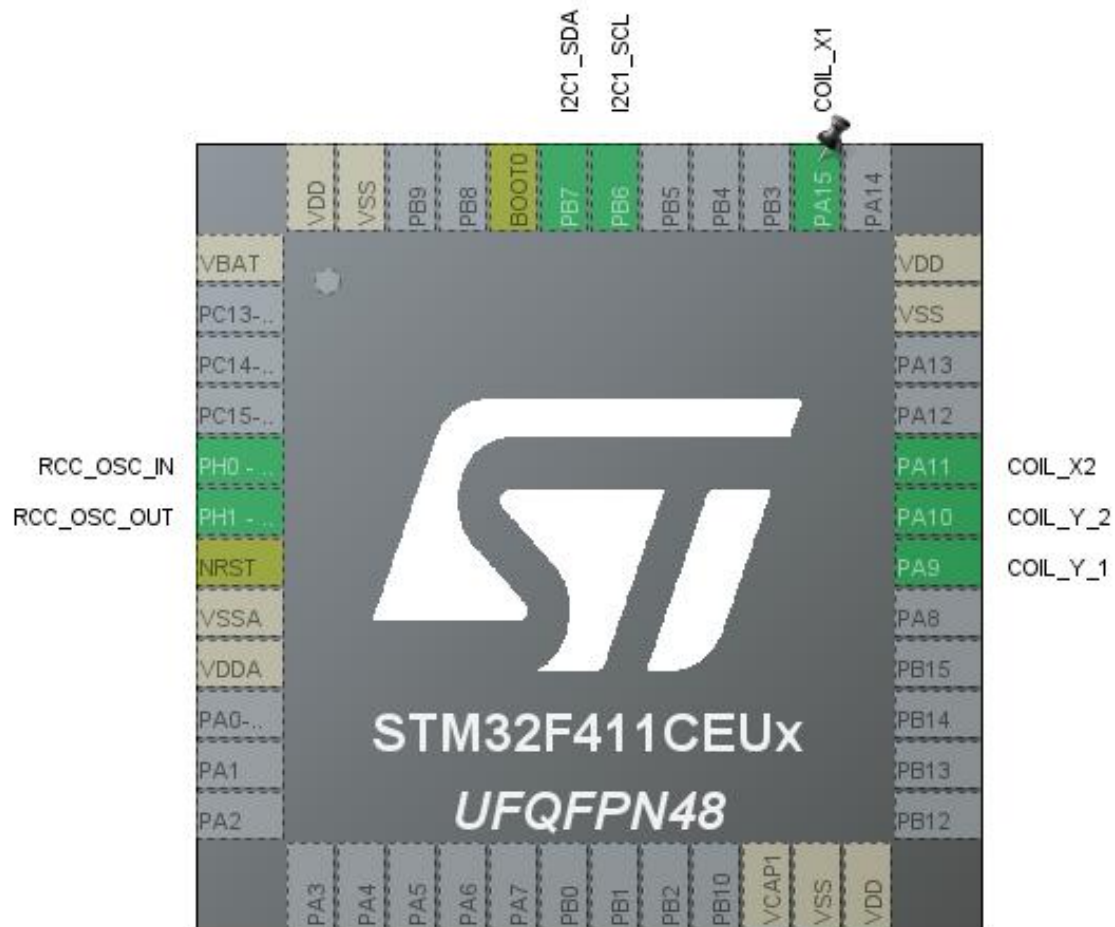 I2C1_SDA
I2C1_SCL
COIL_X1
VDD
VSS
PB9
PB8
BOOT0
PB7
PB6
PB5
PB4
PB3
PA15
PA14
VBAT
PC13-..
PC14-..
PC15-..
RCC_OSC_IN PH0 - ..
RCC_OSC_OUT PH1 - ..
NRST
VSSA
VDDA
PA0-..
PA1
PA2
VDD
VSS
PA13
PA12
PA11 COIL_X2
PA10 COIL_Y_2
PA9 COIL_Y_1
PA8
PB15
PB14
PB13
PB12
ST
STM32F411CEUx
UFQFPN48
PA3
PA4
PA5
PA6
PA7
PB0
PB1
PB2
PB10
VCAP1
VSS
VDD